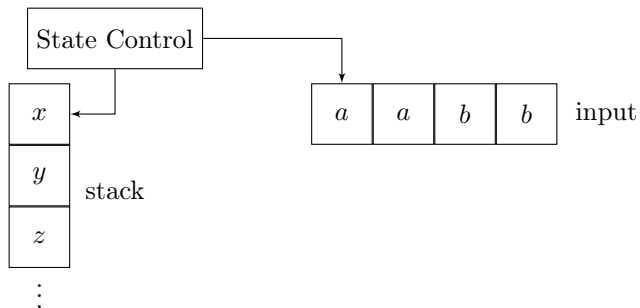 State Control
x
a a b b input
y
stack
z
⋮